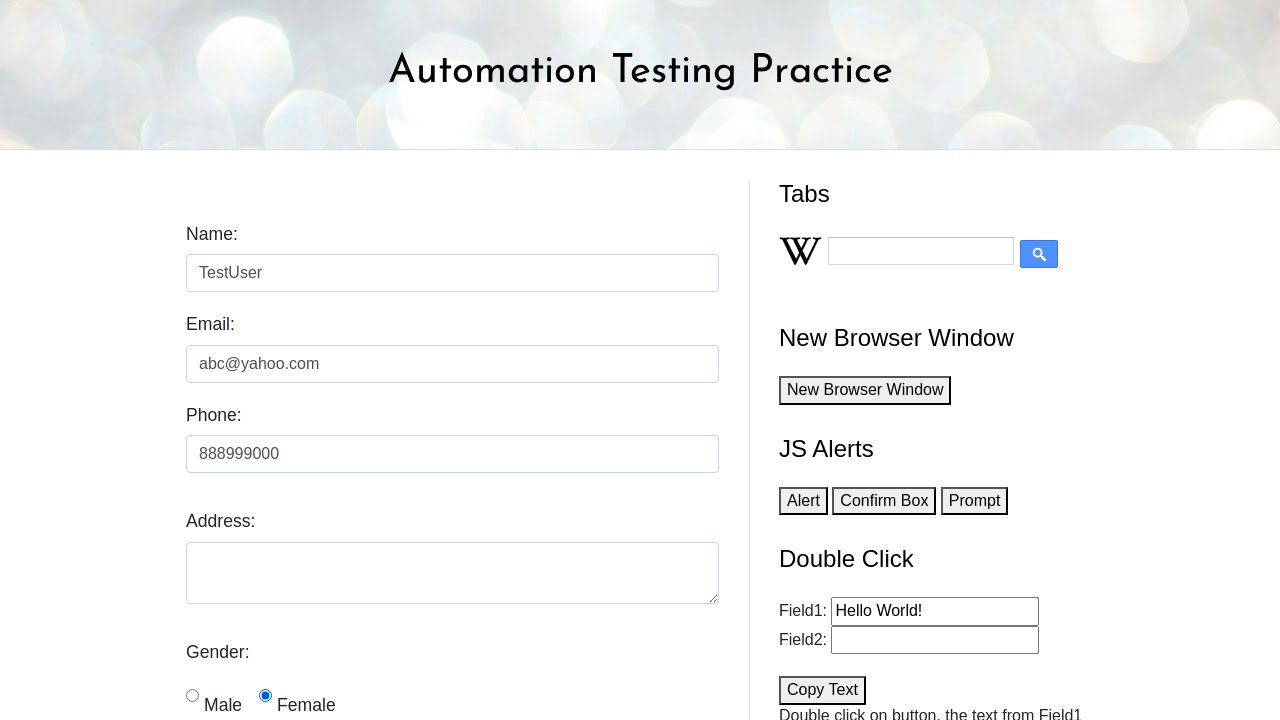 Automation Testing Practice
Name:
TestUser
Email:
abc@yahoo.com
Phone:
888999000
Address:
Gender:
Male Female
Tabs
W
New Browser Window
New Browser Window
JS Alerts
Alert Confirm Box Prompt
Double Click
Field1: Hello World!
Field2:
Copy Text
Double click on button, the text from Field1